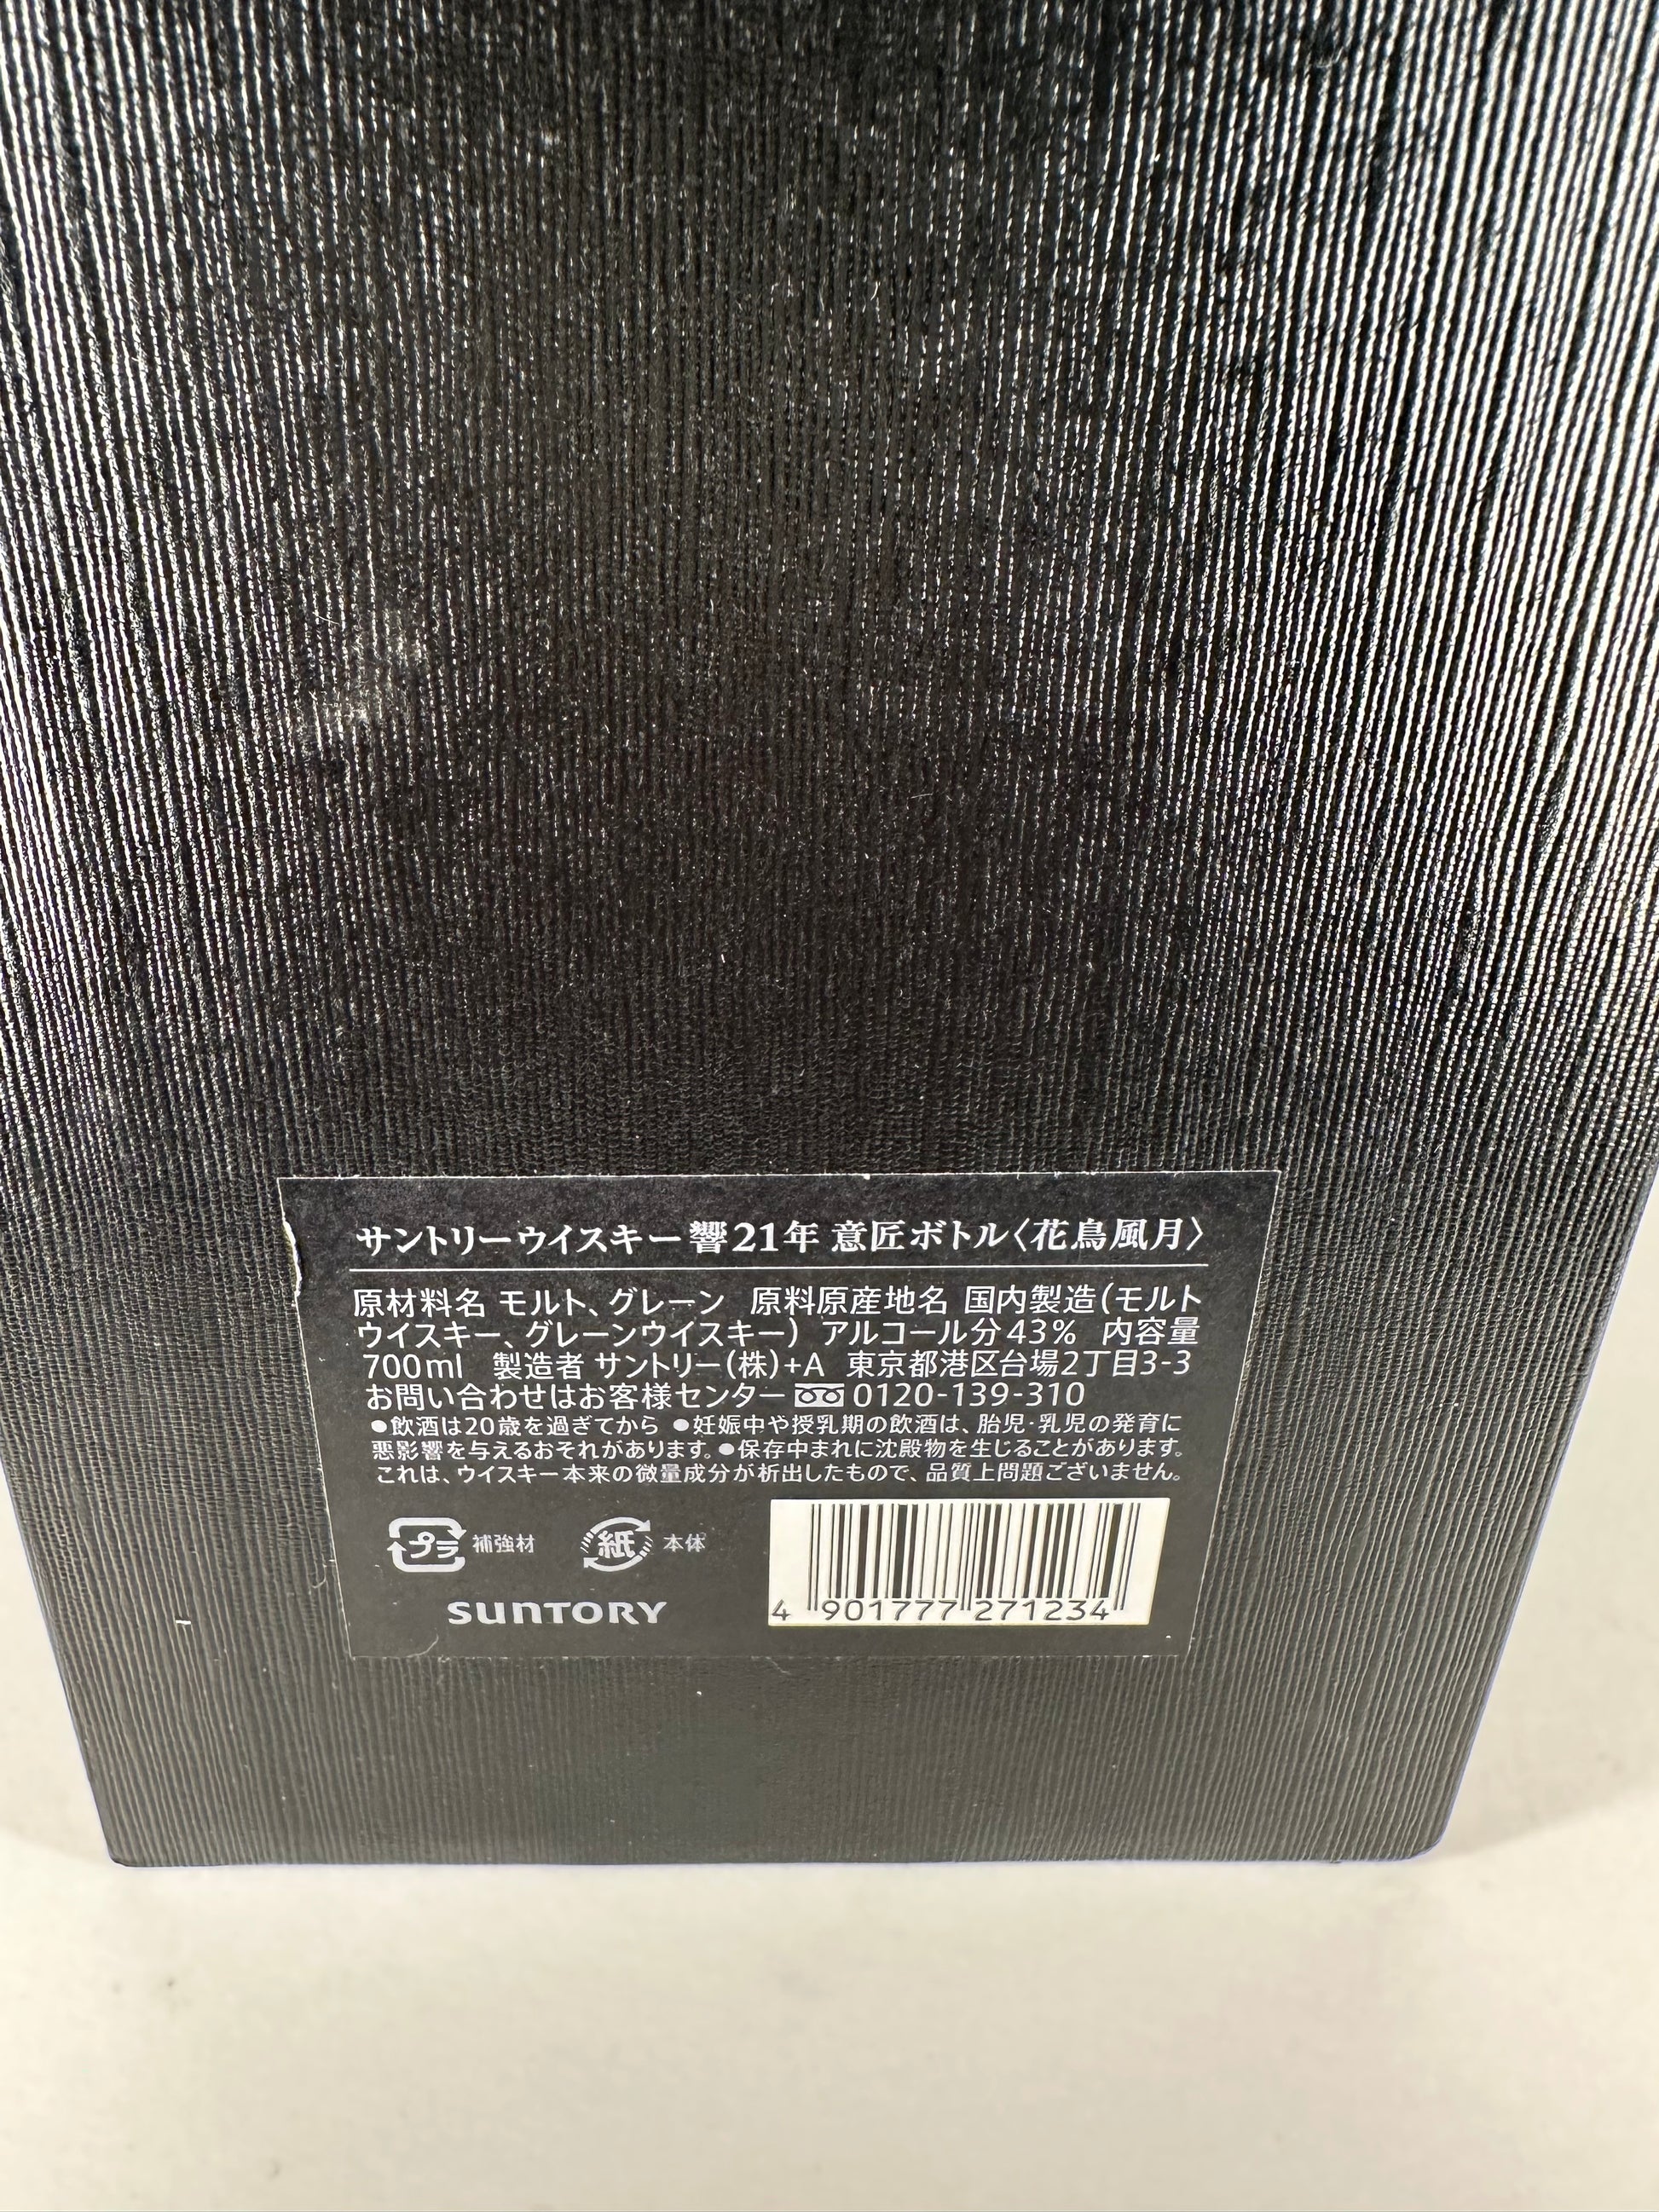 サントリーウイスキー 響21年 意匠ボトル〈花鳥風月〉
原材料名 モルト、グレーン 原料原産地名 国内製造(モルト
ウイスキー、グレーンウイスキー) アルコール分43% 内容量
700ml 製造者 サントリー(株)+A 東京都港区台場2丁目3-3
お問い合わせはお客様センター 0120-139-310
●飲酒は20歳を過ぎてから ●妊娠中や授乳期の飲酒は、胎児・乳児の発育に
悪影響を与えるおそれがあります。●保存中まれに沈殿物を生じることがあります。
これは、ウイスキー本来の微量成分が析出したもので、品質上問題ございません。
プラ 補強材 紙 本体
SUNTORY
4 901777 271234